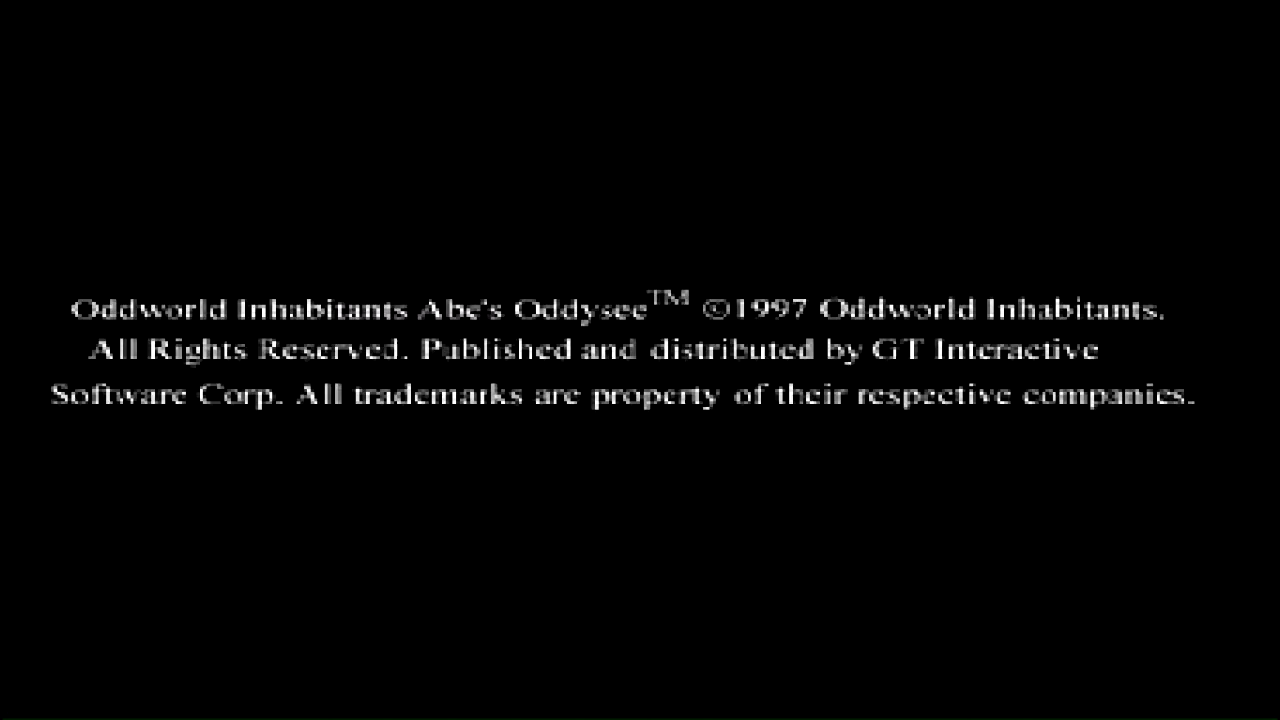 Oddworld Inhabitants Abe's Oddysee™ ©1997 Oddworld Inhabitants.
All Rights Reserved. Published and distributed by GT Interactive
Software Corp. All trademarks are property of their respective companies.